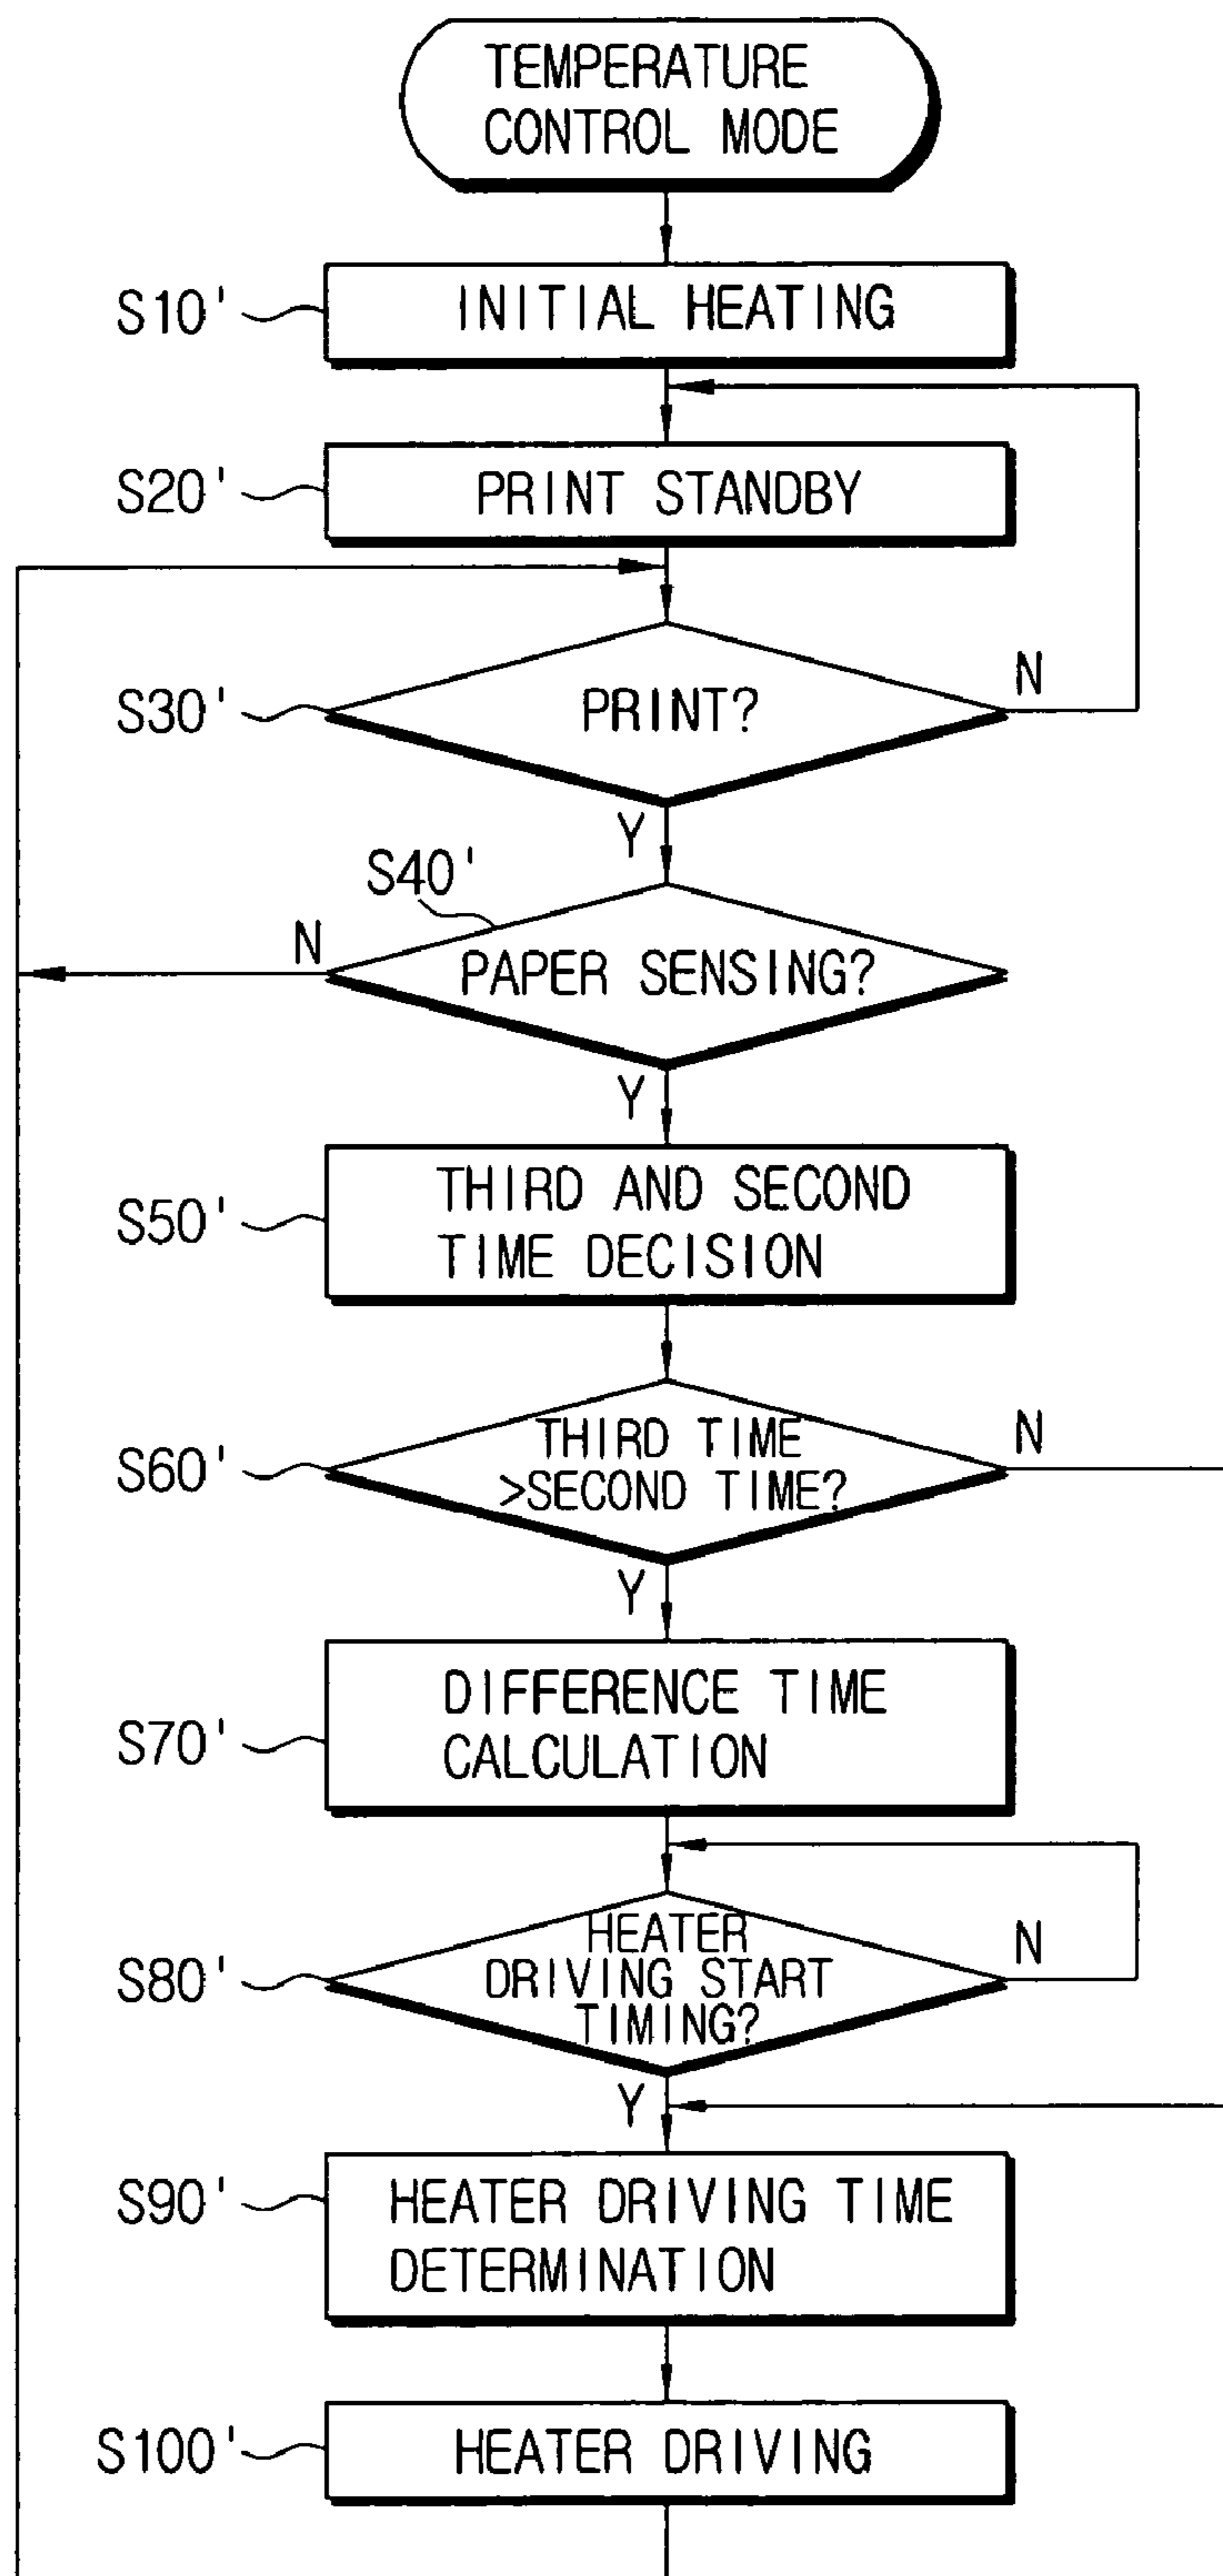 TEMPERATURE
CONTROL MODE
S10'
INITIAL HEATING
S20'
PRINT STANDBY
S30'
PRINT?
N
Y
S40'
N
PAPER SENSING?
Y
S50'
THIRD AND SECOND
TIME DECISION
S60'
THIRD TIME
>SECOND TIME?
N
Y
S70'
DIFFERENCE TIME
CALCULATION
S80'
HEATER
DRIVING START
TIMING?
N
Y
S90'
HEATER DRIVING TIME
DETERMINATION
S100'
HEATER DRIVING